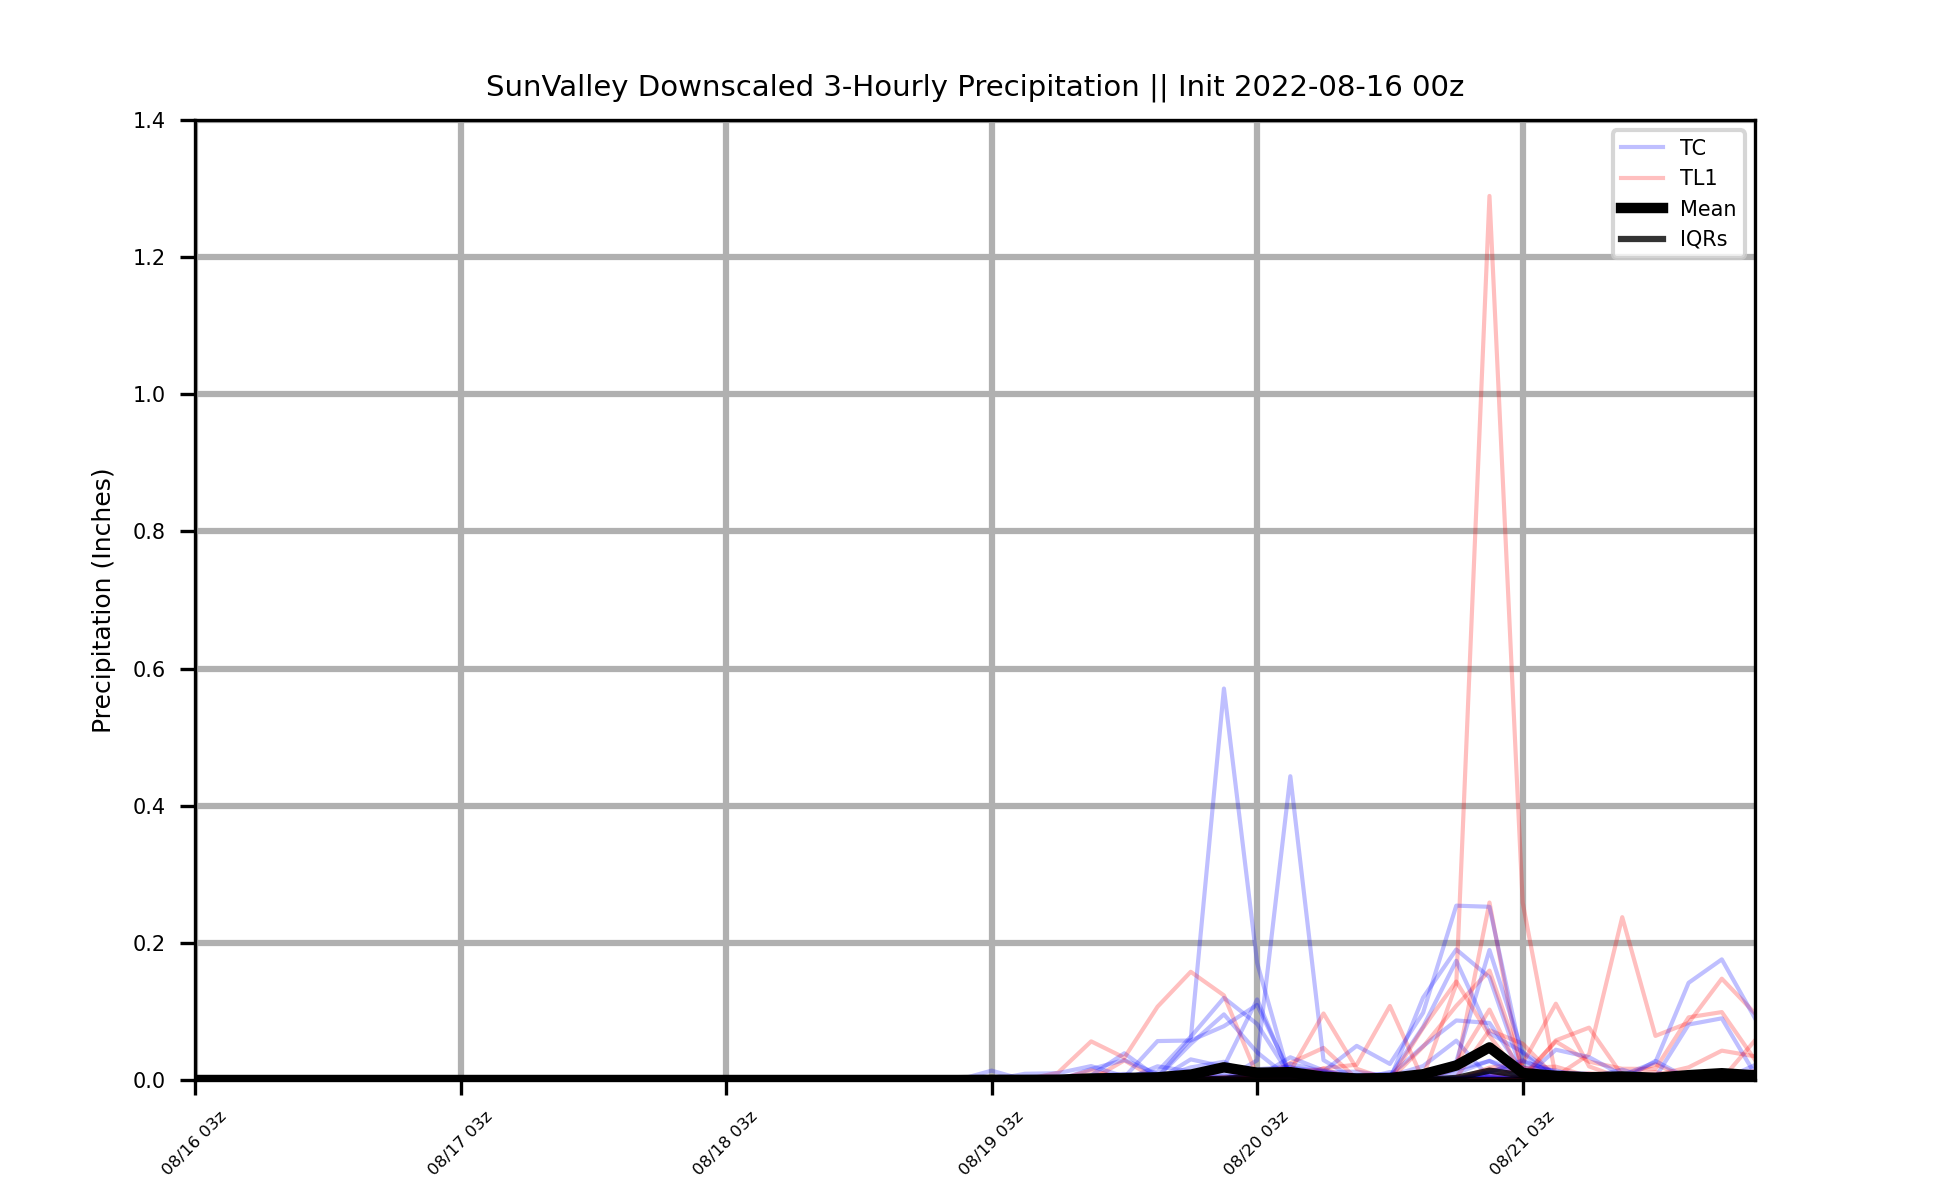 SunValley Downscaled 3-Hourly Precipitation || Init 2022-08-16 00z
Precipitation (Inches)
1.4
1.2
1.0
0.8
0.6
0.4
0.2
0.0
TC
TL1
Mean
IQRs
08/16 03z
08/17 03z
08/18 03z
08/19 03z
08/20 03z
08/21 03z